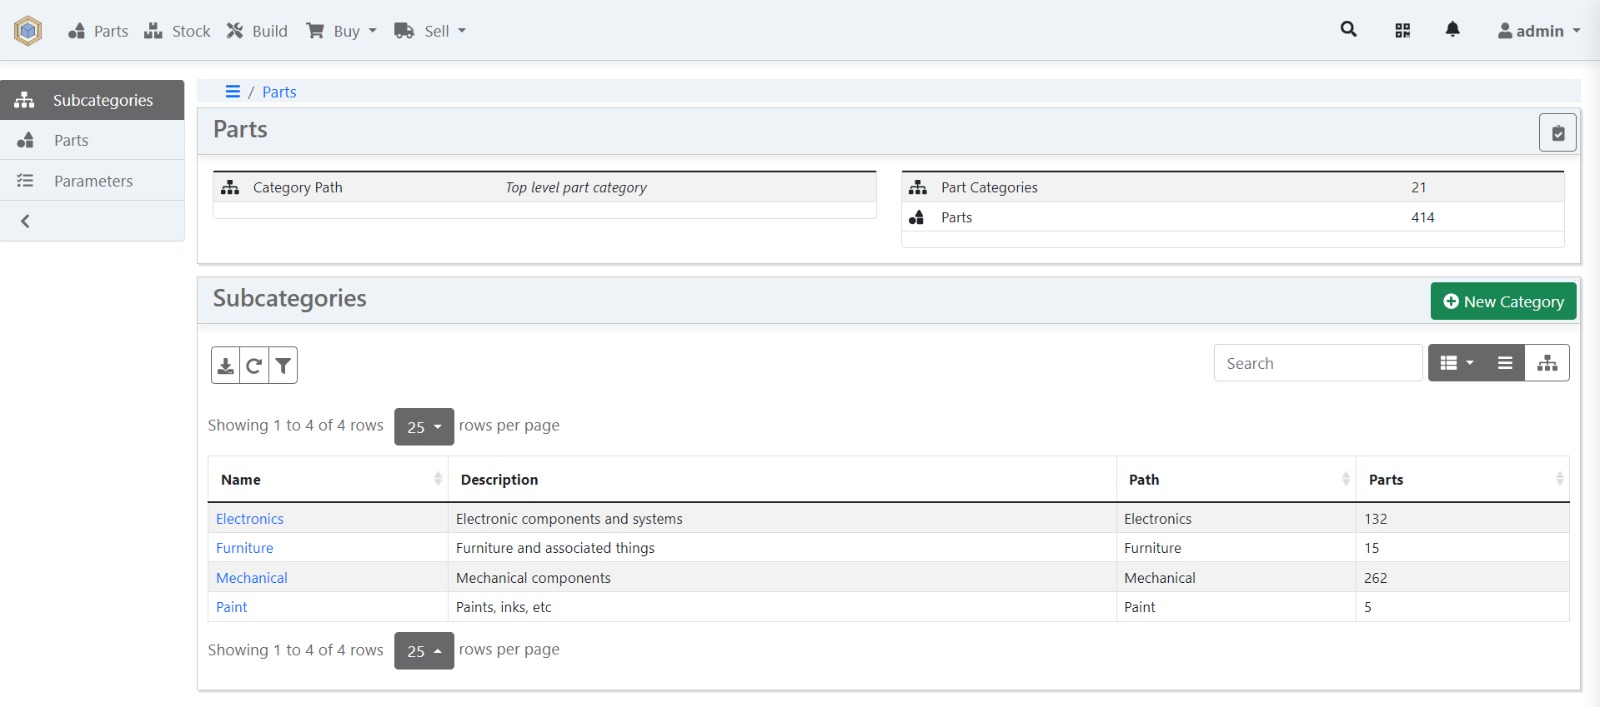 Parts Stock Build Buy Sell admin
Subcategories
Parts
Parameters
/ Parts
Parts
Category Path Top level part category
Part Categories 21
Parts 414
Subcategories New Category
Search
Showing 1 to 4 of 4 rows 25 rows per page
Name Description Path Parts
Electronics Electronic components and systems Electronics 132
Furniture Furniture and associated things Furniture 15
Mechanical Mechanical components Mechanical 262
Paint Paints, inks, etc Paint 5
Showing 1 to 4 of 4 rows 25 rows per page